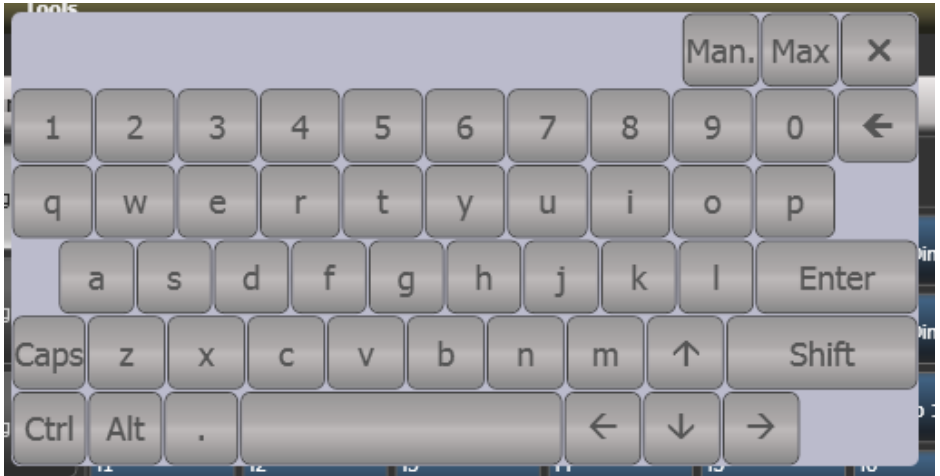 Tools
Man. Max ×
1 2 3 4 5 6 7 8 9 0 ←
q w e r t y u i o p
a s d f g h j k l Enter
Caps z x c v b n m ↑ Shift
Ctrl Alt . ← ↓ →